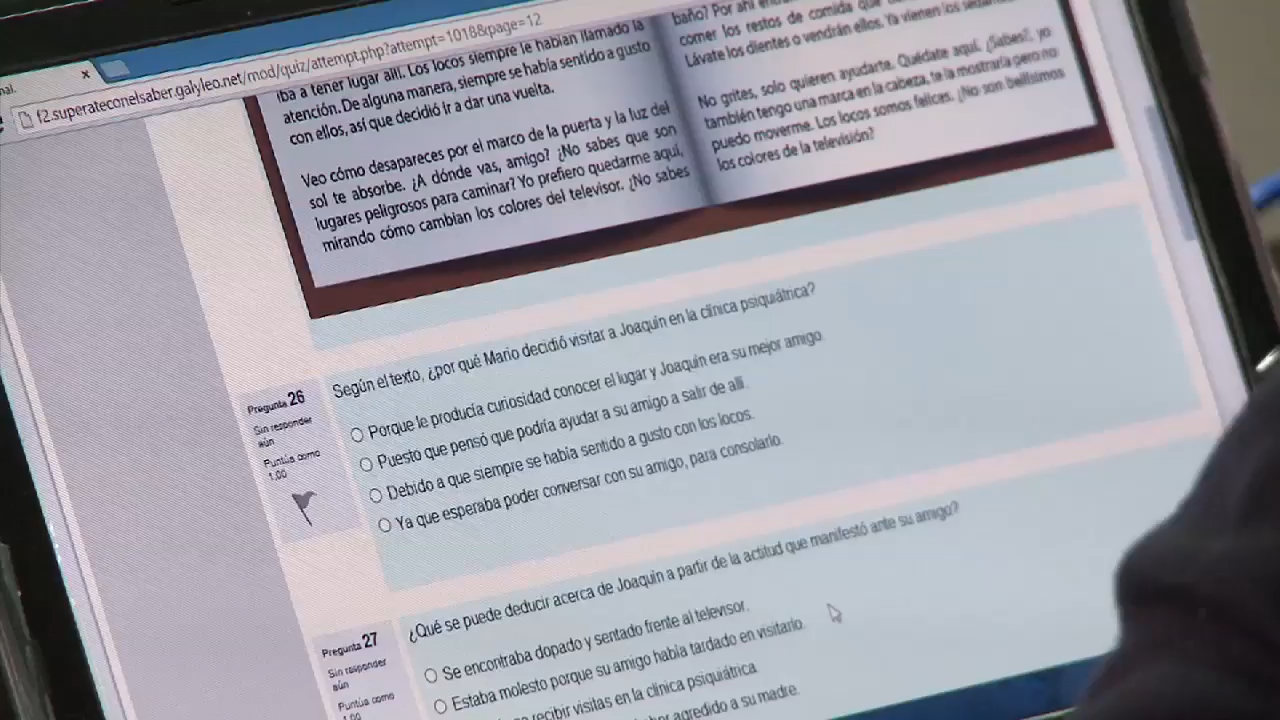 nal.
x
f2.superateconelsaber.galyleo.net/mod/quiz/attempt.php?attempt=1018&page=12
iba a tener lugar allí. Los locos siempre le habían llamado la
atención. De alguna manera, siempre se había sentido a gusto
con ellos, así que decidió ir a dar una vuelta.
Veo cómo desapareces por el marco de la puerta y la luz del
sol te absorbe. ¿A dónde vas, amigo? ¿No sabes que son
lugares peligrosos para caminar? Yo prefiero quedarme aquí,
mirando cómo cambian los colores del televisor. ¿No sabes
baño? Por ahí
comer los restos de comida que
Lávate los dientes o vendrán ellos. Ya vienen los
No grites, solo quieren ayudarte. Quédate aquí. ¿Sabes?, yo
también tengo una marca en la cabeza, te la mostraría pero no
puedo moverme. Los locos somos felices. ¿No son bellísimos
los colores de la televisión?
Pregunta 26
Sin responder
aún
Puntúa como
1,00
Según el texto, ¿por qué Mario decidió visitar a Joaquín en la clínica psiquiátrica?
Porque le producía curiosidad conocer el lugar y Joaquín era su mejor amigo.
Puesto que pensó que podría ayudar a su amigo a salir de allí.
Debido a que siempre se había sentido a gusto con los locos.
Ya que esperaba poder conversar con su amigo, para consolarlo.
Pregunta 27
Sin responder
aún
Puntúa como
1,00
¿Qué se puede deducir acerca de Joaquín a partir de la actitud que manifestó ante su amigo?
Se encontraba dopado y sentado frente al televisor.
Estaba molesto porque su amigo había tardado en visitarlo.
recibir visitas en la clínica psiquiátrica.
agredido a su madre.